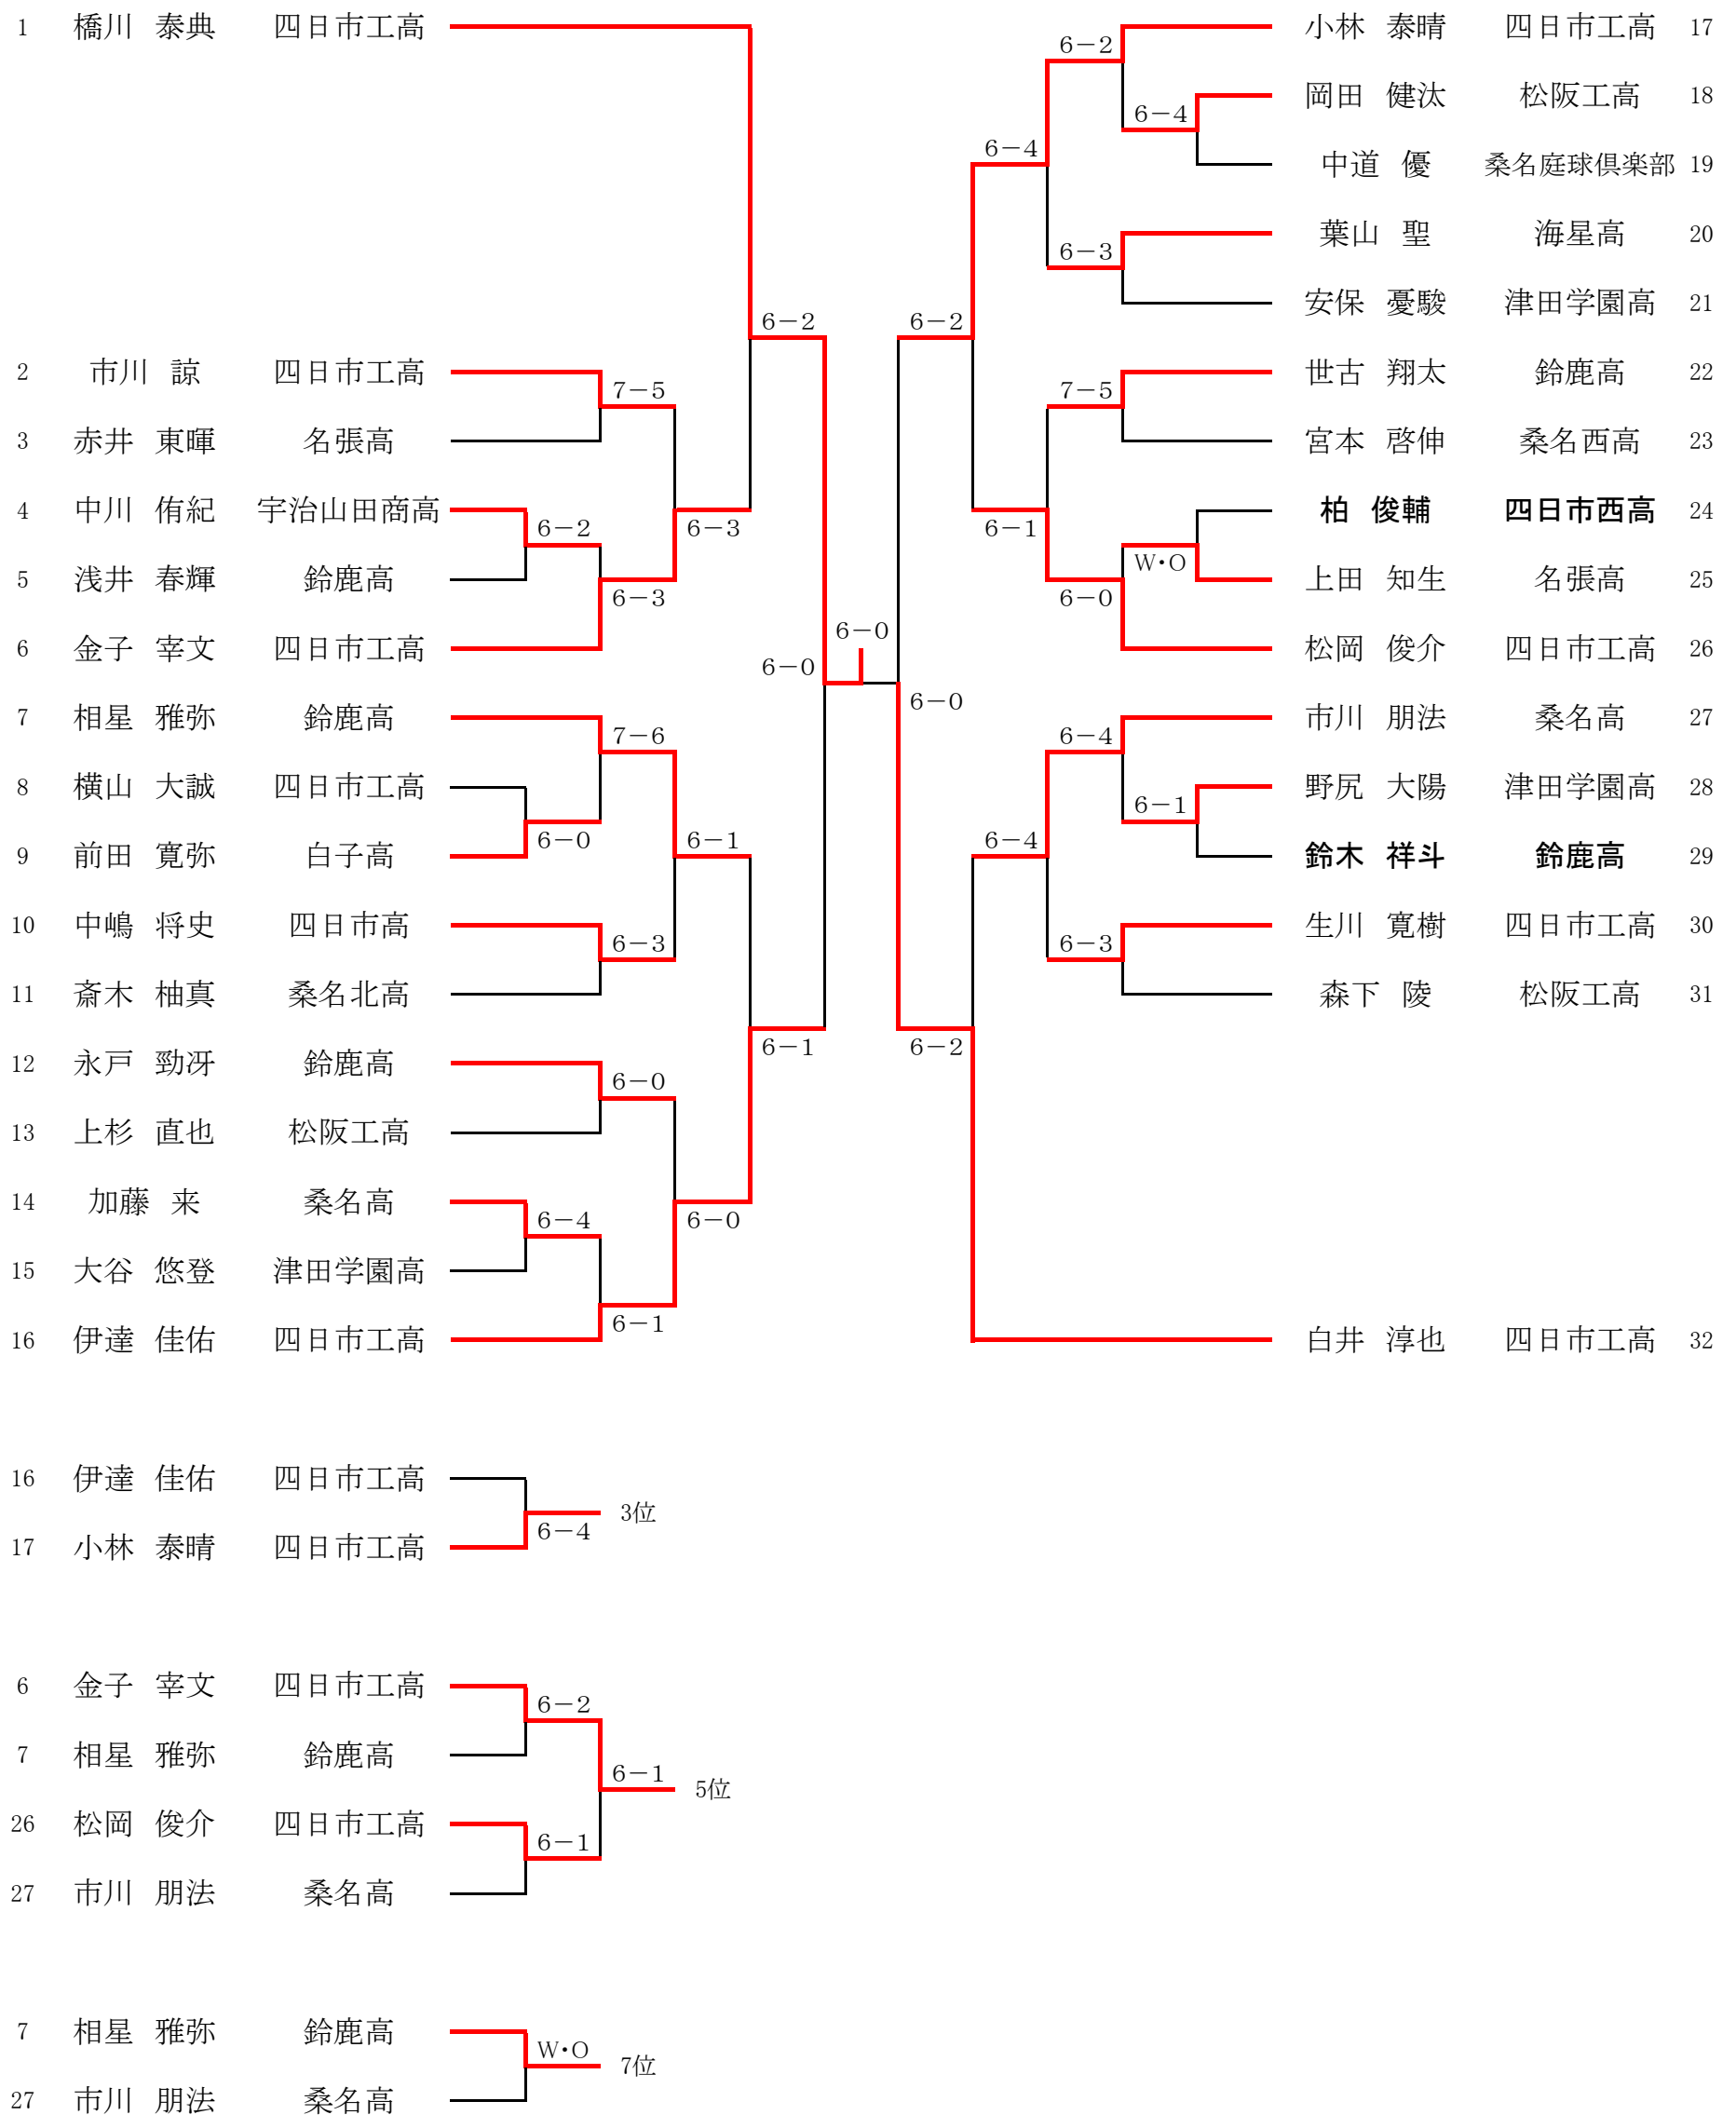 1 橋川 泰典 四日市工高
2 市川 諒 四日市工高
3 赤井 東暉 名張高
4 中川 侑紀 宇治山田商高
5 浅井 春輝 鈴鹿高
6 金子 宰文 四日市工高
7 相星 雅弥 鈴鹿高
8 横山 大誠 四日市工高
9 前田 寛弥 白子高
10 中嶋 将史 四日市高
11 斎木 柚真 桑名北高
12 永戸 勁冴 鈴鹿高
13 上杉 直也 松阪工高
14 加藤 来 桑名高
15 大谷 悠登 津田学園高
16 伊達 佳佑 四日市工高
6-2
7-5
6-2
6-3
6-3
6-0
6-0
7-6
6-0
6-1
6-3
6-1
6-0
6-4
6-0
6-1
小林 泰晴 四日市工高 17
岡田 健汰 松阪工高 18
中道 優 桑名庭球倶楽部 19
葉山 聖 海星高 20
安保 憂駿 津田学園高 21
世古 翔太 鈴鹿高 22
宮本 啓伸 桑名西高 23
柏 俊輔 四日市西高 24
上田 知生 名張高 25
松岡 俊介 四日市工高 26
市川 朋法 桑名高 27
野尻 大陽 津田学園高 28
鈴木 祥斗 鈴鹿高 29
生川 寛樹 四日市工高 30
森下 陵 松阪工高 31
白井 淳也 四日市工高 32
6-2
6-4
6-4
6-3
6-2
7-5
6-1
W・O
6-0
6-0
6-4
6-1
6-4
6-3
6-2
16 伊達 佳佑 四日市工高
17 小林 泰晴 四日市工高
6-4
3位
6 金子 宰文 四日市工高
7 相星 雅弥 鈴鹿高
26 松岡 俊介 四日市工高
27 市川 朋法 桑名高
6-2
6-1
6-1
5位
7 相星 雅弥 鈴鹿高
27 市川 朋法 桑名高
W・O
7位